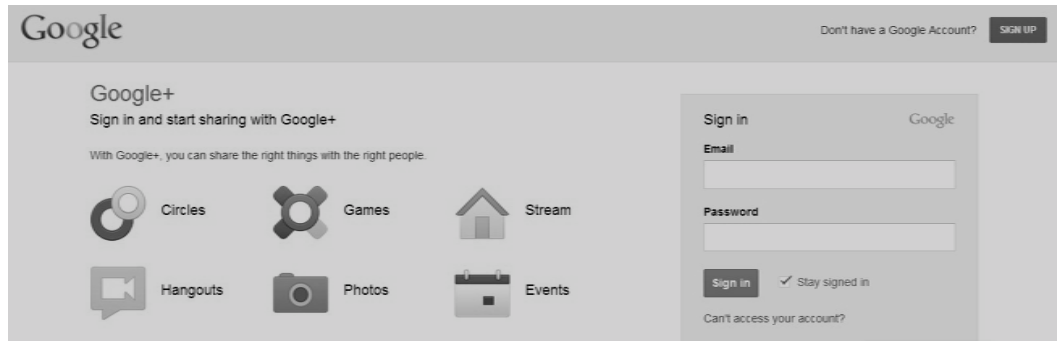 Google
Don't have a Google Account? SIGN UP
Google+
Sign in and start sharing with Google+
With Google+, you can share the right things with the right people.
Circles Games Stream
Hangouts Photos Events
Sign in Google
Email
Password
Sign in Stay signed in
Can't access your account?